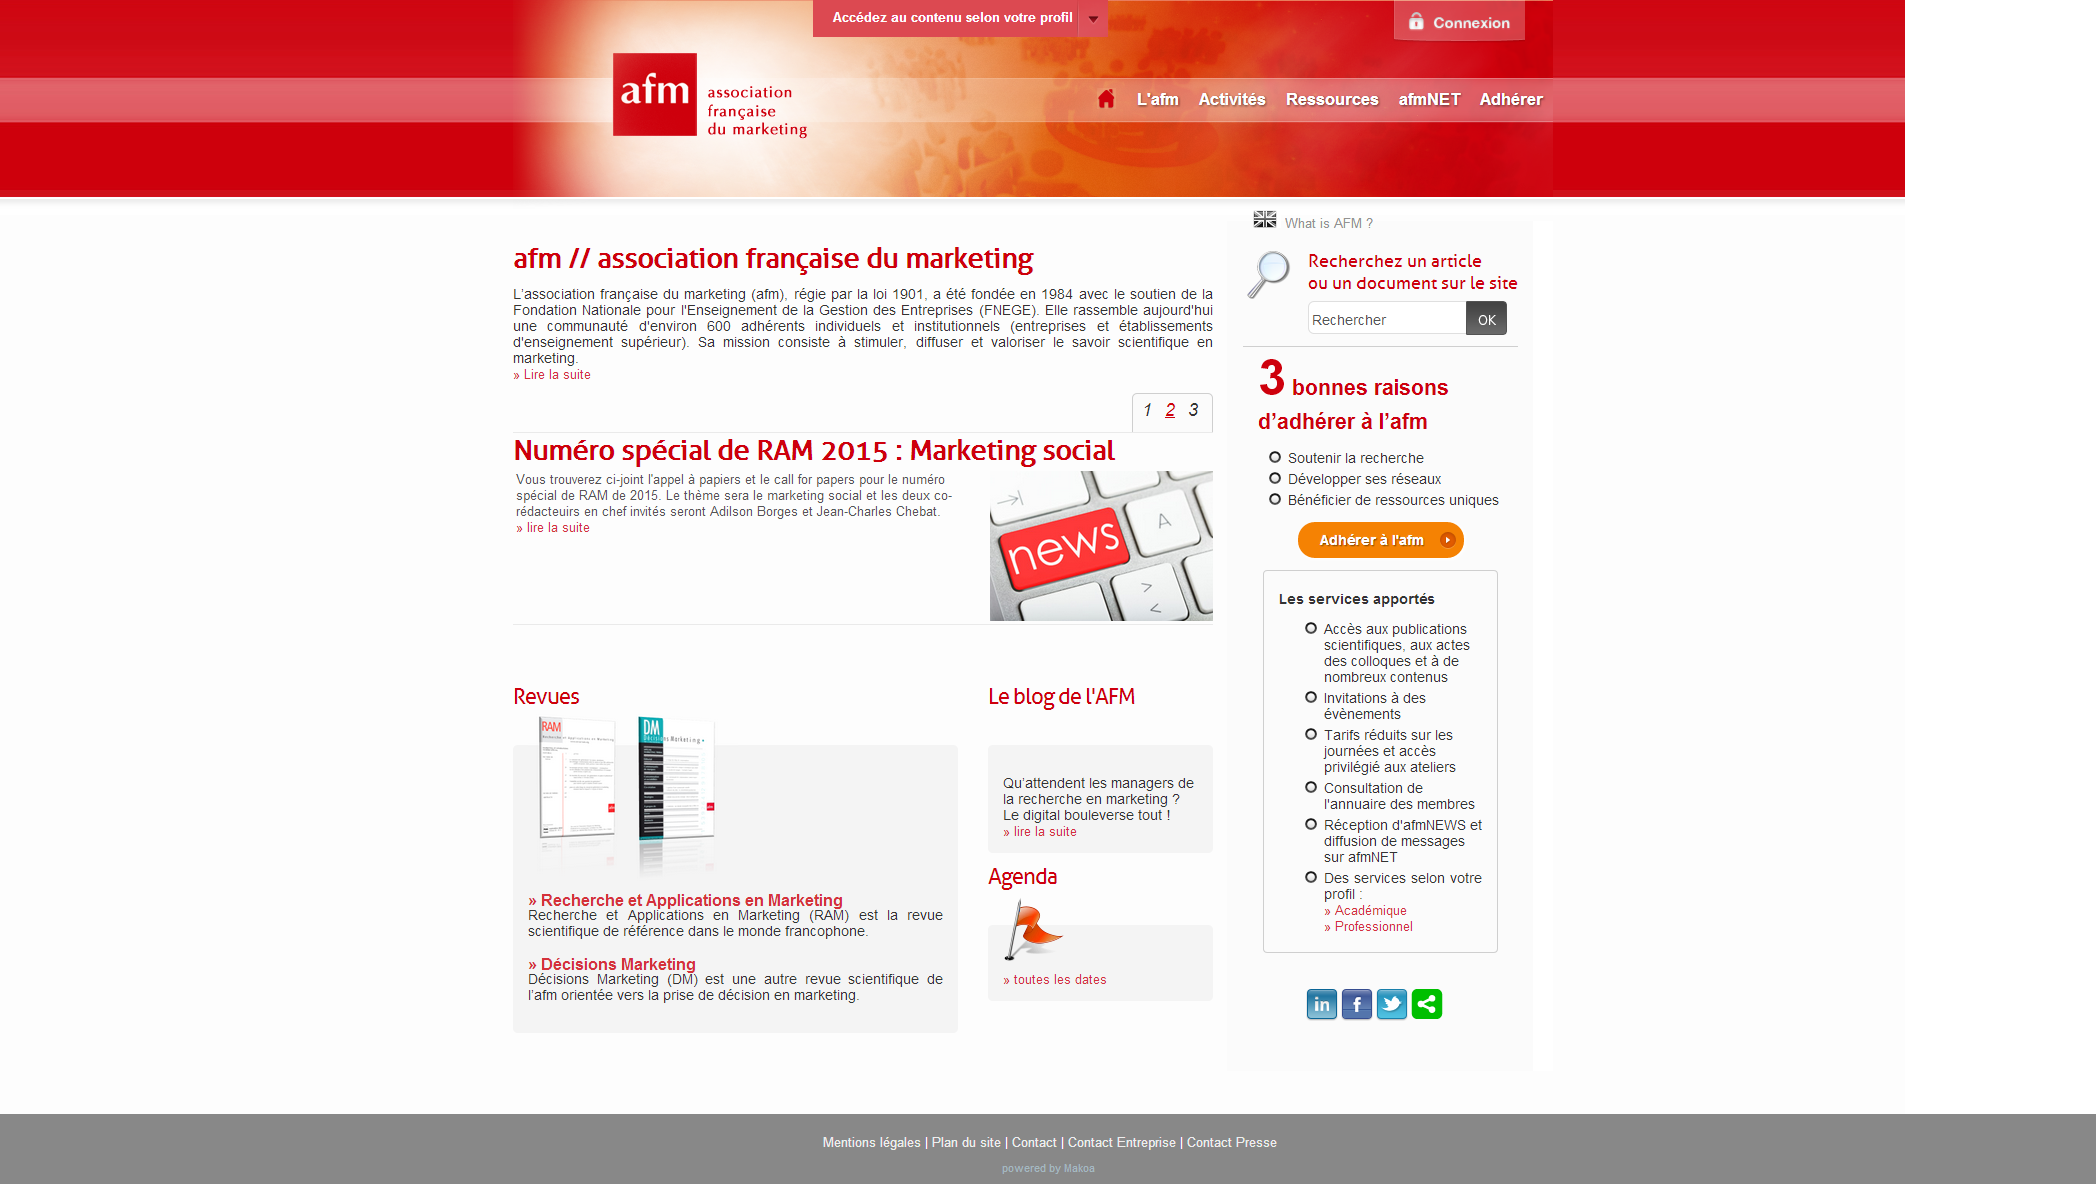 Accédez au contenu selon votre profil
Connexion
afm
association
française
du marketing
L'afm Activités Ressources afmNET Adhérer
What is AFM ?
afm // association française du marketing
L’association française du marketing (afm), régie par la loi 1901, a été fondée en 1984 avec le soutien de la
Fondation Nationale pour l'Enseignement de la Gestion des Entreprises (FNEGE). Elle rassemble aujourd'hui
une communauté d'environ 600 adhérents individuels et institutionnels (entreprises et établissements
d'enseignement supérieur). Sa mission consiste à stimuler, diffuser et valoriser le savoir scientifique en
marketing.
» Lire la suite
1 2 3
Numéro spécial de RAM 2015 : Marketing social
Vous trouverez ci-joint l'appel à papiers et le call for papers pour le numéro
spécial de RAM de 2015. Le thème sera le marketing social et les deux co-
rédacteuirs en chef invités seront Adilson Borges et Jean-Charles Chebat.
» lire la suite
news
A
Revues
RAM
Recherche et Applications en Marketing
DM
Décisions Marketing
» Recherche et Applications en Marketing
Recherche et Applications en Marketing (RAM) est la revue
scientifique de référence dans le monde francophone.
» Décisions Marketing
Décisions Marketing (DM) est une autre revue scientifique de
l’afm orientée vers la prise de décision en marketing.
Le blog de l'AFM
Qu’attendent les managers de
la recherche en marketing ?
Le digital bouleverse tout !
» lire la suite
Agenda
» toutes les dates
Recherchez un article
ou un document sur le site
Rechercher OK
3 bonnes raisons
d’adhérer à l’afm
Soutenir la recherche
Développer ses réseaux
Bénéficier de ressources uniques
Adhérer à l'afm
Les services apportés
Accès aux publications
scientifiques, aux actes
des colloques et à de
nombreux contenus
Invitations à des
évènements
Tarifs réduits sur les
journées et accès
privilégié aux ateliers
Consultation de
l'annuaire des membres
Réception d'afmNEWS et
diffusion de messages
sur afmNET
Des services selon votre
profil :
» Académique
» Professionnel
in f
Mentions légales | Plan du site | Contact | Contact Entreprise | Contact Presse
powered by Makoa